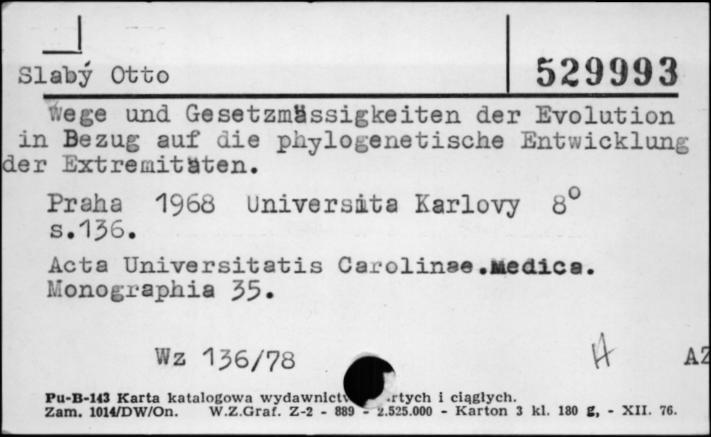 Slabý Otto
529993
Wege und Gesetzmässigkeiten der Evolution
in Bezug auf die phylogenetische Entwicklung
der Extremitäten.
Praha 1968 Universita Karlovy 8°
s.136.
Acta Universitatis Carolinae.Medica.
Monographia 35.
Wz 136/78
A AZ
Pu-B-143 Karta katalogowa wydawnictw rtych i ciągłych.
Zam. 1014/DW/On. W.Z.Graf. Z-2 - 889 - 2.525.000 - Karton 3 kl. 180 g, - XII. 76.